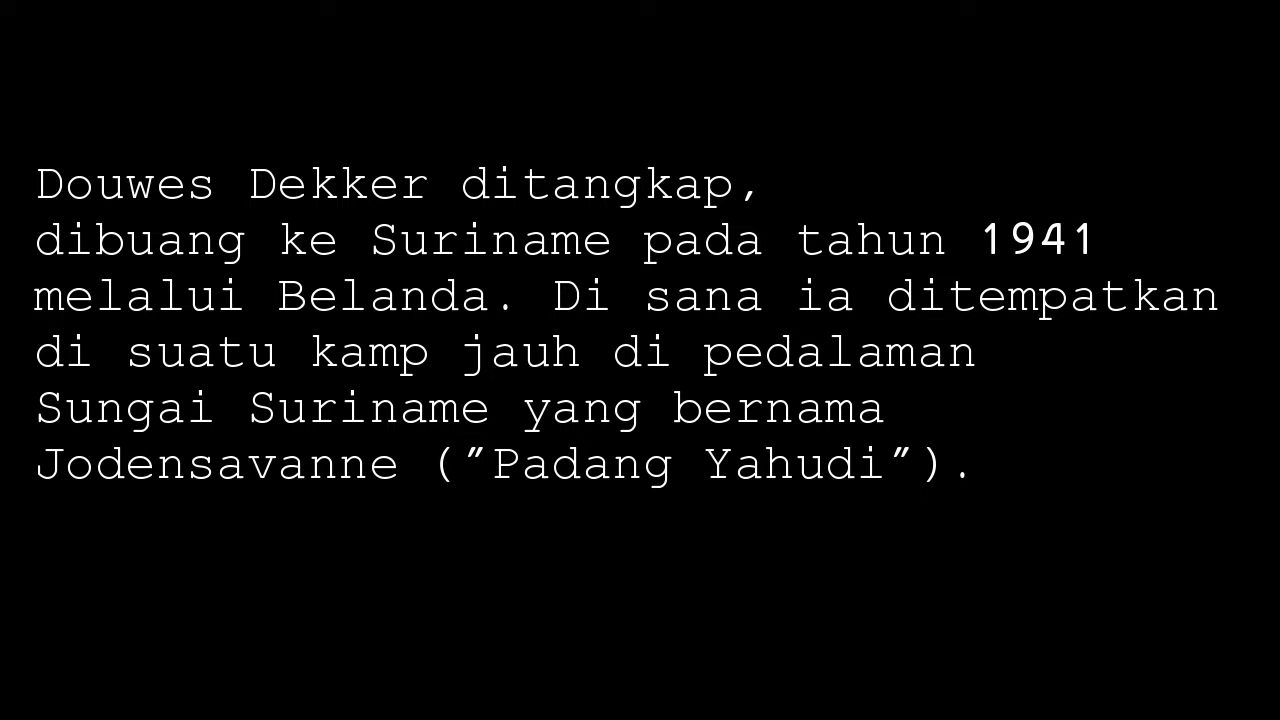 Douwes Dekker ditangkap,
dibuang ke Suriname pada tahun 1941
melalui Belanda. Di sana ia ditempatkan
di suatu kamp jauh di pedalaman
Sungai Suriname yang bernama
Jodensavanne ("Padang Yahudi").